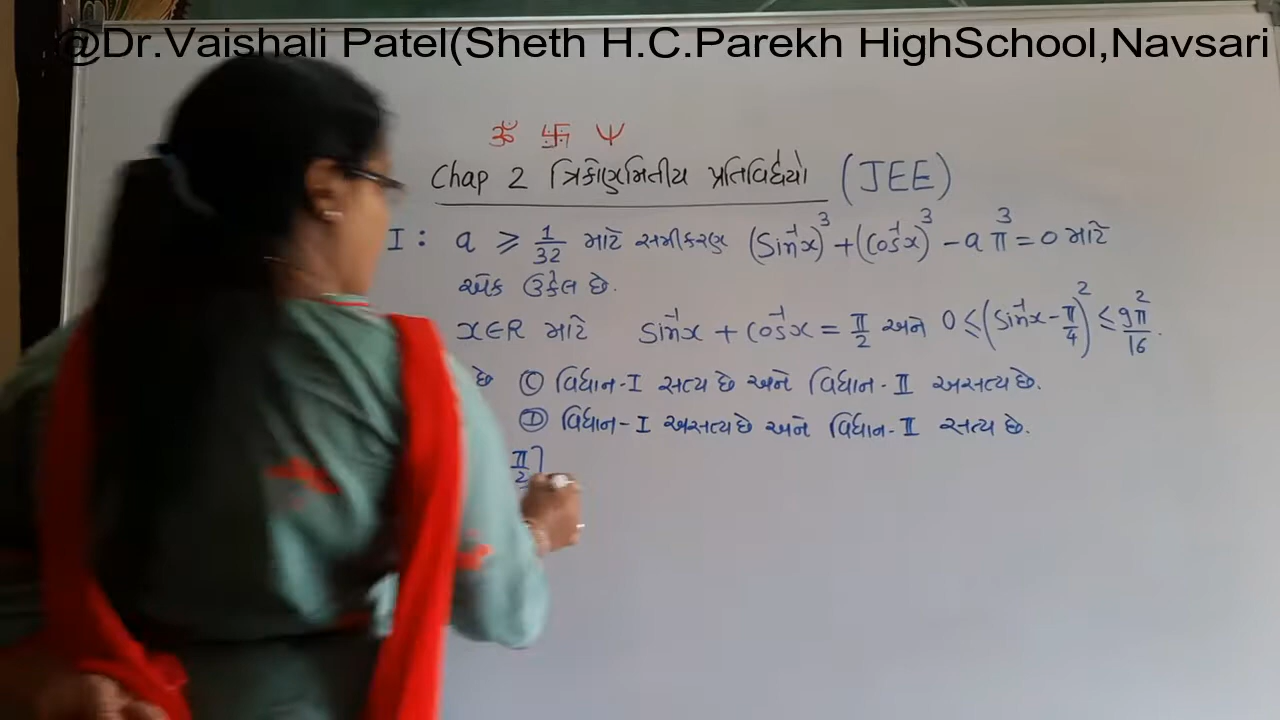 @Dr.Vaishali Patel(Sheth H.C.Parekh HighSchool,Navsari
ૐ 卐 Ψ
Chap 2 ત્રિકોણમિતીય પ્રતિવિધેયો (JEE)
I : a ≥ 1/32 માટે સમીકરણ (sin⁻¹x)³ + (cos⁻¹x)³ - aπ³ = 0 માટે
એક ઉકેલ છે.
x∈R માટે sin⁻¹x + cos⁻¹x = π/2 અને 0 ≤ (sin⁻¹x - π/4)² ≤ 9π²/16.
છે Ⓒ વિધાન-I સત્ય છે અને વિધાન-II અસત્ય છે.
Ⓓ વિધાન-I અસત્ય છે અને વિધાન-II સત્ય છે.
π/2]